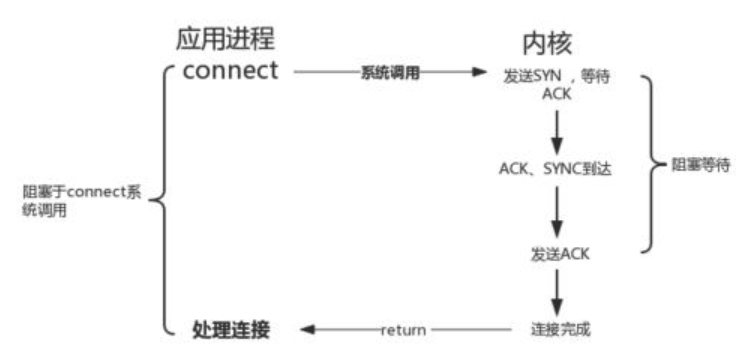 应用进程
内核
connect
系统调用
发送SYN ，等待
ACK
ACK、SYNC到达
阻塞等待
阻塞于connect系
统调用
发送ACK
处理连接
return
连接完成